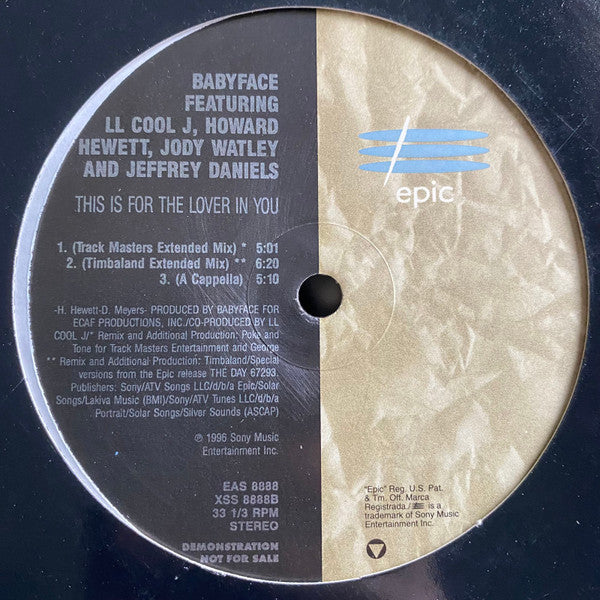 BABYFACE
FEATURING
LL COOL J, HOWARD
HEWETT, JODY WATLEY
AND JEFFREY DANIELS
THIS IS FOR THE LOVER IN YOU
1. (Track Masters Extended Mix) * 5:01
2. (Timbaland Extended Mix) ** 6:20
3. (A Cappella) 5:10
-H. Hewett-D. Meyers- PRODUCED BY BABYFACE FOR
ECAF PRODUCTIONS, INC./CO-PRODUCED BY LL
COOL J/* Remix and Additional Production: Poke and
Tone for Track Masters Entertainment and George
** Remix and Additional Production: Timbaland/Special
versions from the Epic release THE DAY 67293.
Publishers: Sony/ATV Songs LLC/d/b/a Epic/Solar
Songs/Lakiva Music (BMI)/Sony/ATV Tunes LLC/d/b/a
Portrait/Solar Songs/Silver Sounds (ASCAP)
℗ 1996 Sony Music
Entertainment Inc.
EAS 8888
XSS 8888B
33 1/3 RPM
STEREO
DEMONSTRATION
NOT FOR SALE
epic
"Epic" Reg. U.S. Pat.
& Tm. Off. Marca
Registrada./ is a
trademark of Sony Music
Entertainment Inc.